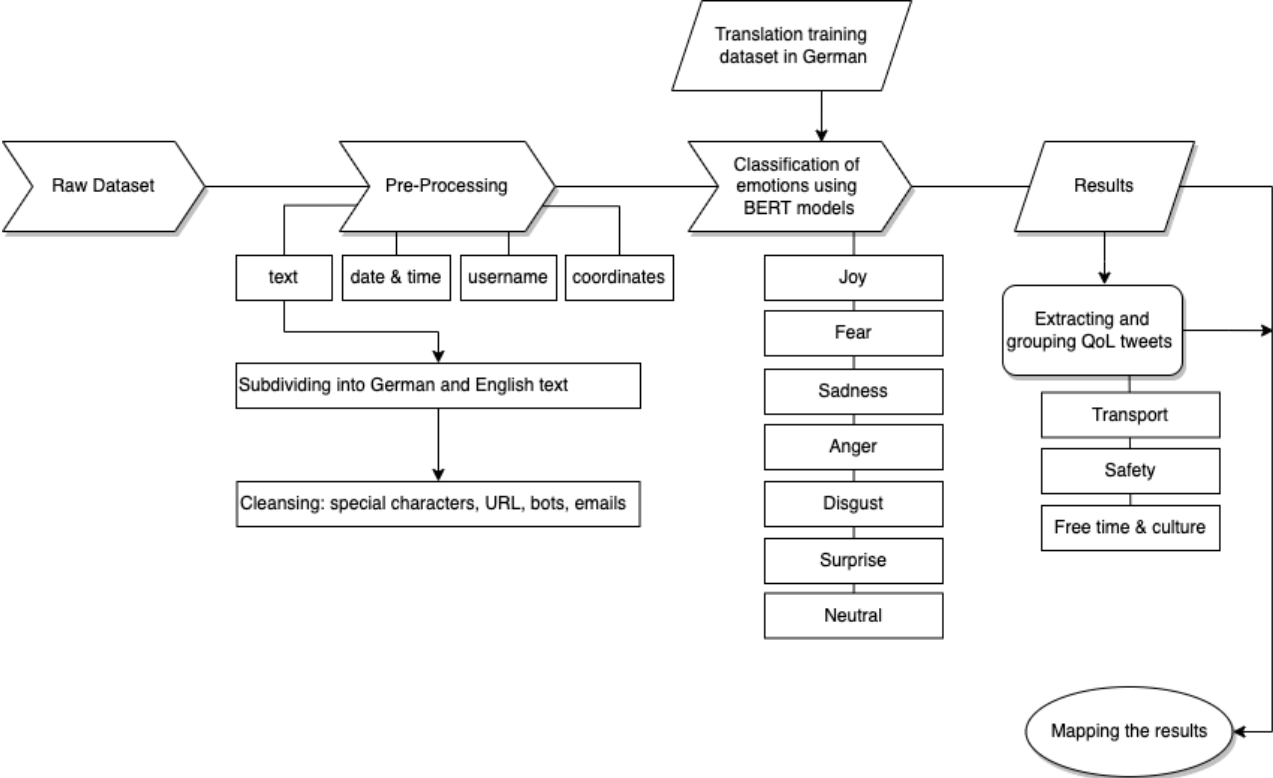 Translation training
dataset in German
Raw Dataset
Pre-Processing
Classification of
emotions using
BERT models
Results
text
date & time
username
coordinates
Subdividing into German and English text
Cleansing: special characters, URL, bots, emails
Joy
Fear
Sadness
Anger
Disgust
Surprise
Neutral
Extracting and
grouping QoL tweets
Transport
Safety
Free time & culture
Mapping the results